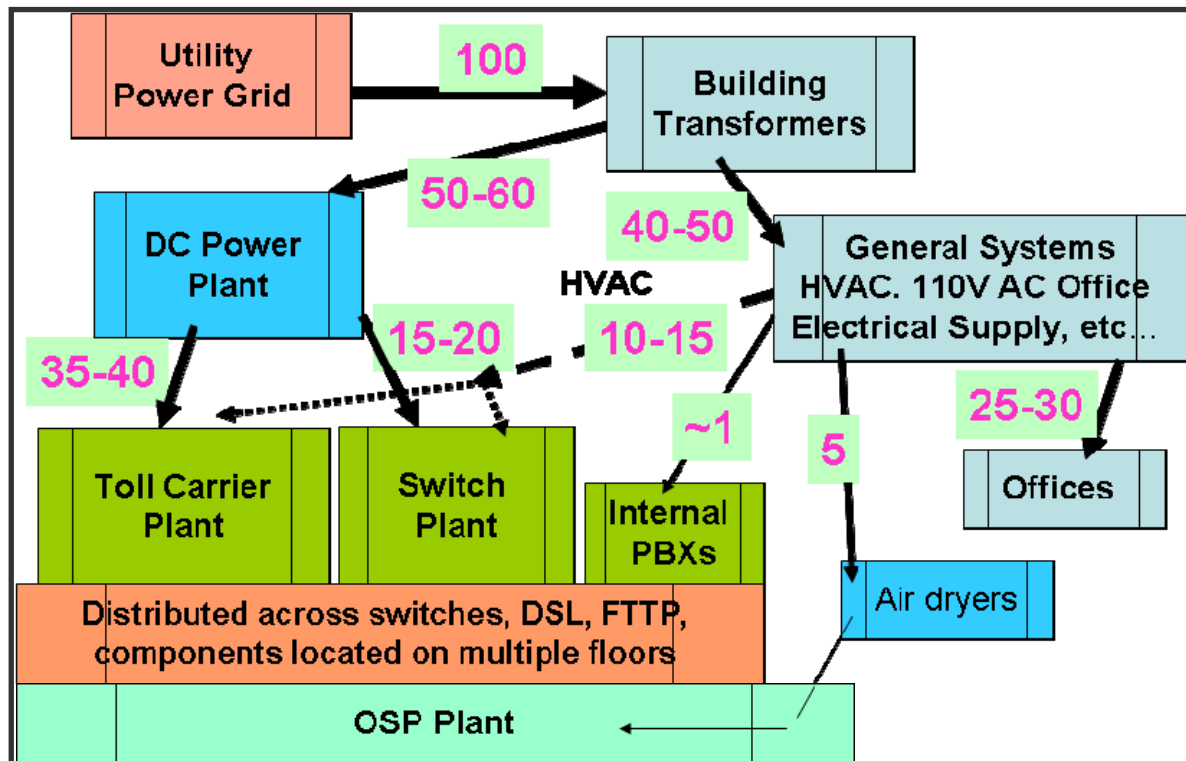 Utility
Power Grid
100
Building
Transformers
50-60
40-50
DC Power
Plant
General Systems
HVAC. 110V AC Office
Electrical Supply, etc...
HVAC
15-20
10-15
35-40
25-30
~1
5
Toll Carrier
Plant
Switch
Plant
Internal
PBXs
Offices
Air dryers
Distributed across switches, DSL, FTTP,
components located on multiple floors
OSP Plant